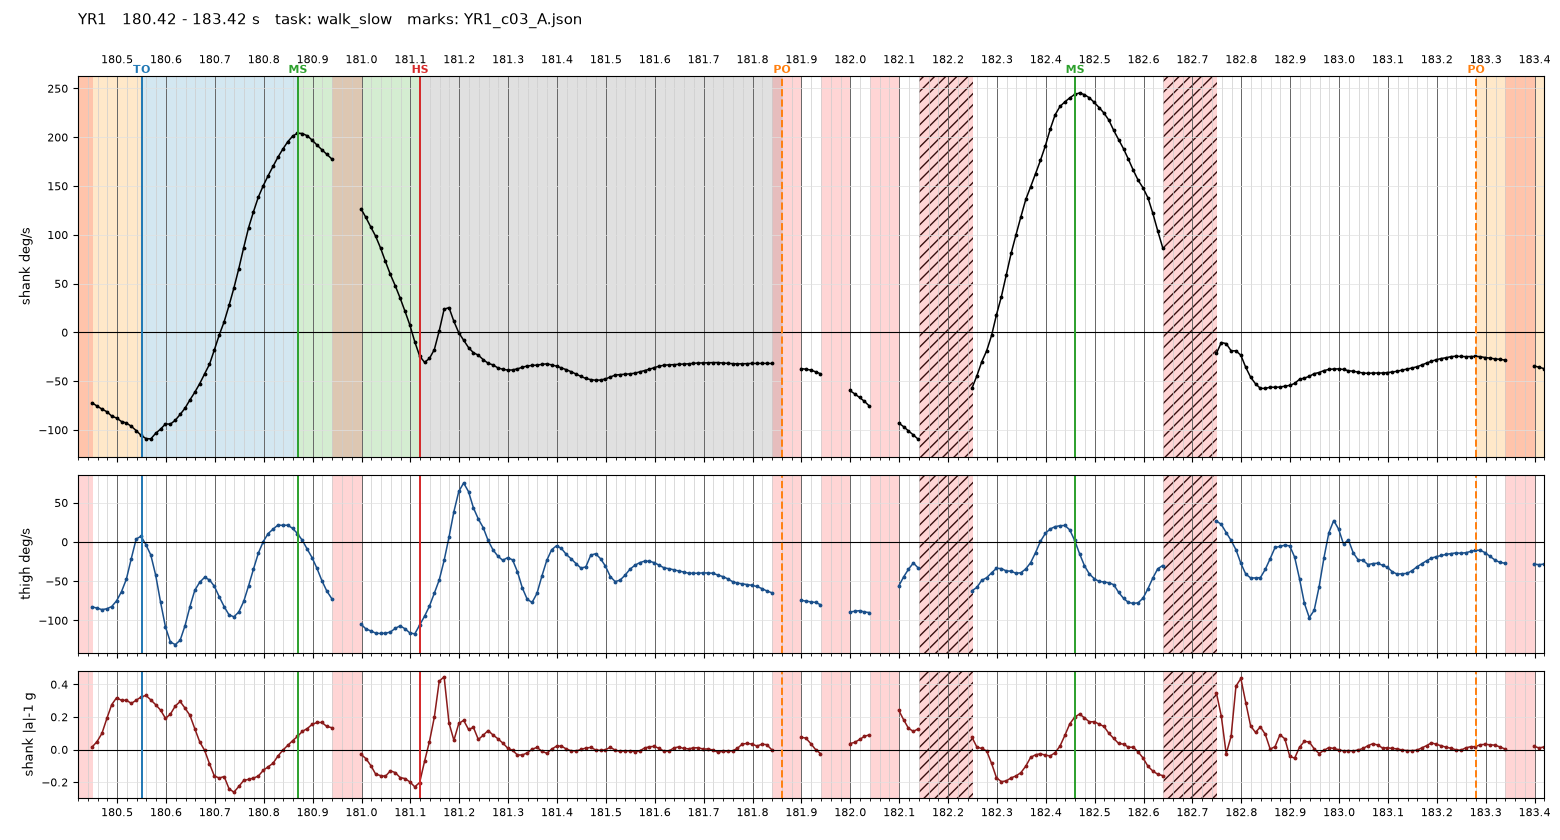 YR1   180.42 - 183.42 s   task: walk_slow   marks: YR1_c03_A.json
180.5 180.6 180.7 180.8 180.9 181.0 181.1 181.2 181.3 181.4 181.5 181.6 181.7 181.8 181.9 182.0 182.1 182.2 182.3 182.4 182.5 182.6 182.7 182.8 182.9 183.0 183.1 183.2 183.3 183.4
TO MS HS PO MS PO
250
200
150
100
50
0
−50
−100
shank deg/s
50
0
−50
−100
thigh deg/s
0.4
0.2
0.0
−0.2
shank |a|-1 g
180.5 180.6 180.7 180.8 180.9 181.0 181.1 181.2 181.3 181.4 181.5 181.6 181.7 181.8 181.9 182.0 182.1 182.2 182.3 182.4 182.5 182.6 182.7 182.8 182.9 183.0 183.1 183.2 183.3 183.4